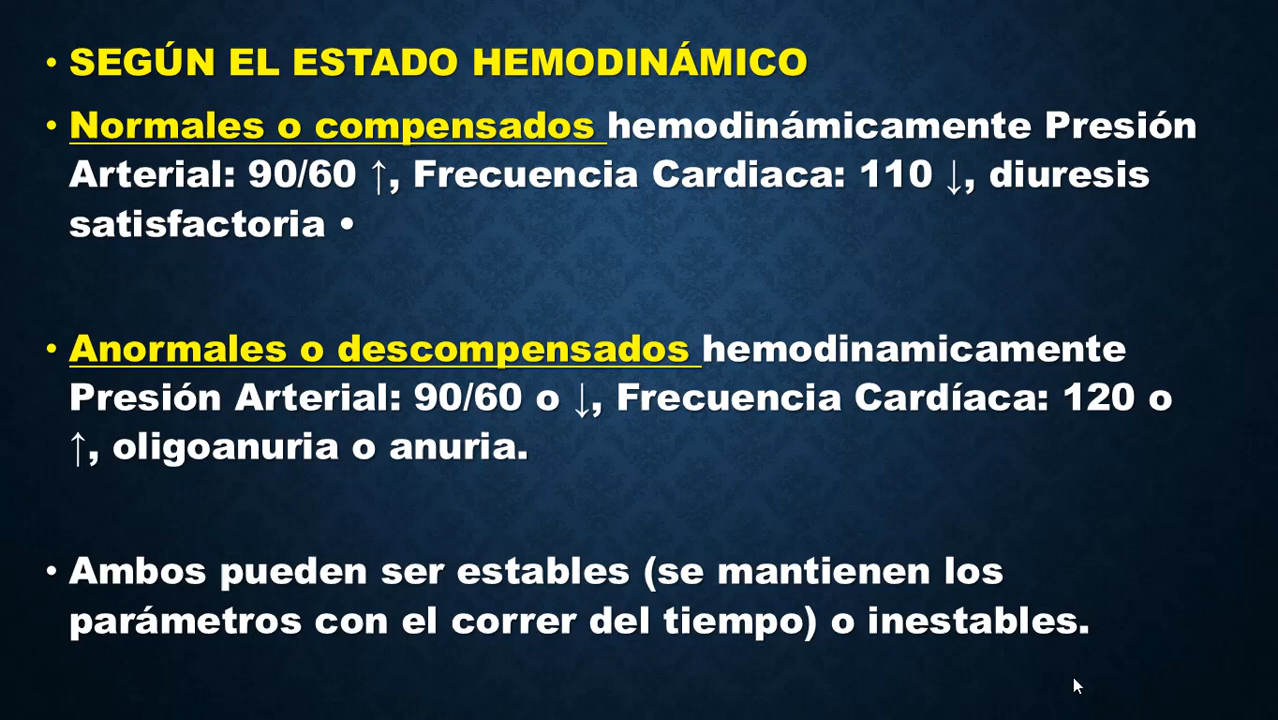 • SEGÚN EL ESTADO HEMODINÁMICO
• Normales o compensados hemodinámicamente Presión
Arterial: 90/60 ↑, Frecuencia Cardiaca: 110 ↓, diuresis
satisfactoria •
• Anormales o descompensados hemodinamicamente
Presión Arterial: 90/60 o ↓, Frecuencia Cardíaca: 120 o
↑, oligoanuria o anuria.
• Ambos pueden ser estables (se mantienen los
parámetros con el correr del tiempo) o inestables.